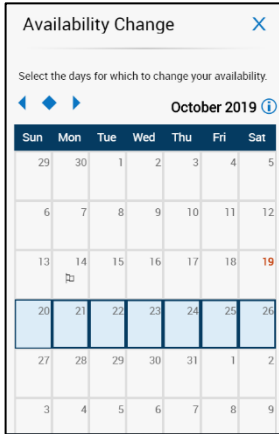 Availability Change X
Select the days for which to change your availability.
October 2019
Sun Mon Tue Wed Thu Fri Sat
29 30 1 2 3 4 5
6 7 8 9 10 11 12
13 14 15 16 17 18 19
20 21 22 23 24 25 26
27 28 29 30 31 1 2
3 4 5 6 7 8 9